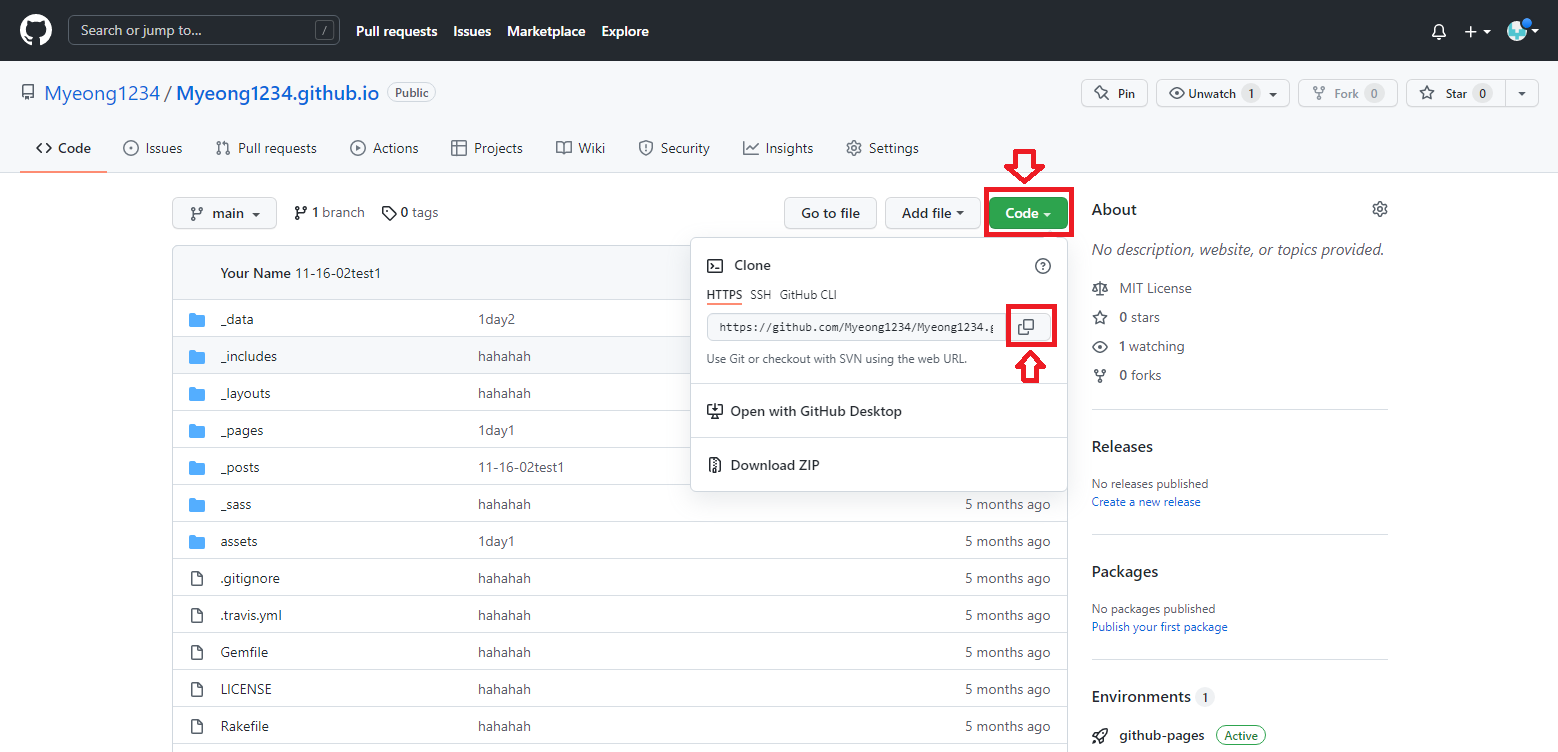 Search or jump to... /
Pull requests Issues Marketplace Explore
Myeong1234 / Myeong1234.github.io Public
Pin Unwatch 1 Fork 0 Star 0
Code Issues Pull requests Actions Projects Wiki Security Insights Settings
main 1 branch 0 tags Go to file Add file Code
Your Name 11-16-02test1
_data 1day2
_includes hahahah
_layouts hahahah
_pages 1day1
_posts 11-16-02test1
_sass hahahah 5 months ago
assets 1day1 5 months ago
.gitignore hahahah 5 months ago
.travis.yml hahahah 5 months ago
Gemfile hahahah 5 months ago
LICENSE hahahah 5 months ago
Rakefile hahahah 5 months ago
Clone
HTTPS SSH GitHub CLI
https://github.com/Myeong1234/Myeong1234.g
Use Git or checkout with SVN using the web URL.
Open with GitHub Desktop
Download ZIP
About
No description, website, or topics provided.
MIT License
0 stars
1 watching
0 forks
Releases
No releases published
Create a new release
Packages
No packages published
Publish your first package
Environments 1
github-pages Active